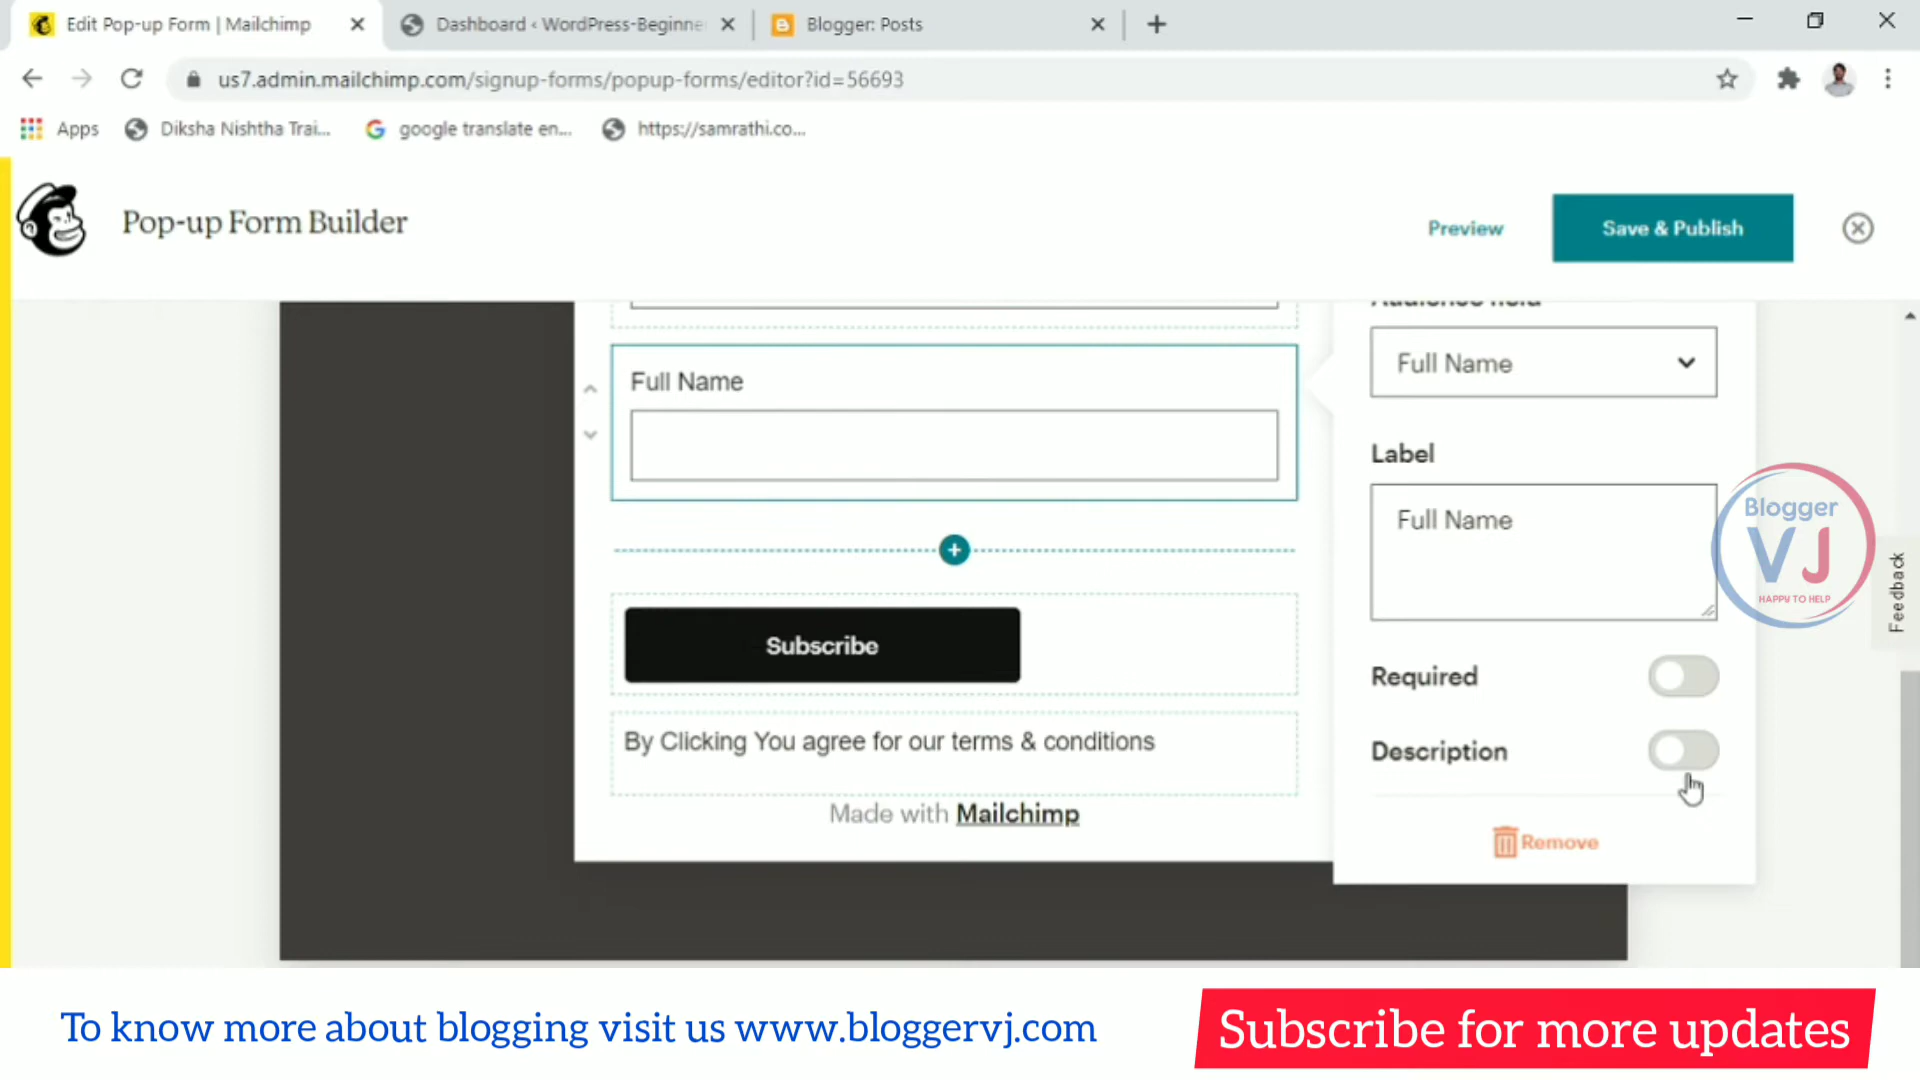 Edit Pop-up Form | Mailchimp
Dashboard ‹ WordPress-Beginne
Blogger: Posts
us7.admin.mailchimp.com/signup-forms/popup-forms/editor?id=56693
Apps
Diksha Nishtha Trai...
google translate en...
https://samrathi.co...
Pop-up Form Builder
Preview
Save & Publish
Audience field
Full Name
Full Name
Label
Full Name
Blogger
VJ
HAPPY TO HELP
Feedback
Subscribe
Required
Description
By Clicking You agree for our terms & conditions
Made with Mailchimp
Remove
To know more about blogging visit us www.bloggervj.com
Subscribe for more updates